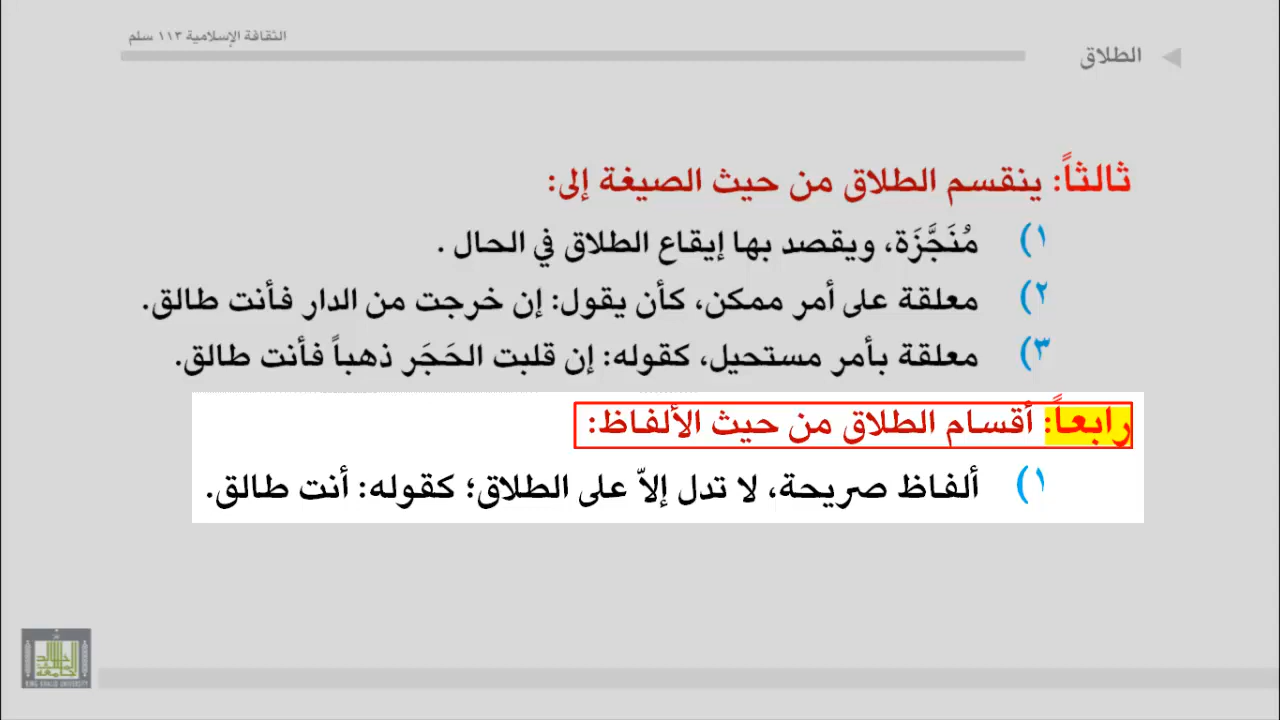 الثقافة الإسلامية ١١٣ سلم
الطلاق
ثالثاً: ينقسم الطلاق من حيث الصيغة إلى:
١) مُنَجَّزَة، ويقصد بها إيقاع الطلاق في الحال .
٢) معلقة على أمر ممكن، كأن يقول: إن خرجت من الدار فأنت طالق.
٣) معلقة بأمر مستحيل، كقوله: إن قلبت الحَجَر ذهباً فأنت طالق.
رابعاً: أقسام الطلاق من حيث الألفاظ:
١) ألفاظ صريحة، لا تدل إلاّ على الطلاق؛ كقوله: أنت طالق.
KING KHALID UNIVERSITY